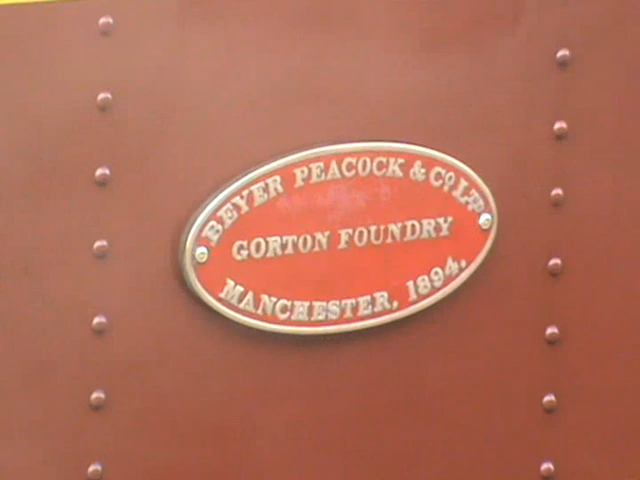 BEYER PEACOCK & CO. LTD
GORTON FOUNDRY
MANCHESTER, 1894.